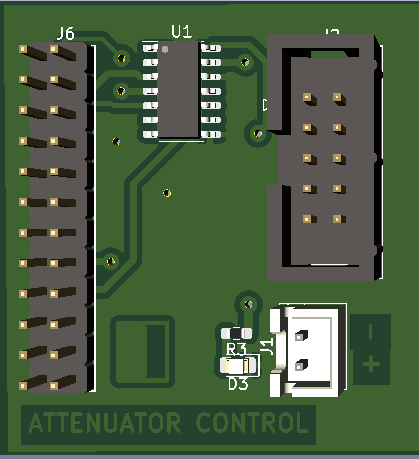 J6
U1
R3
J1
D3
-
+
ATTENUATOR CONTROL